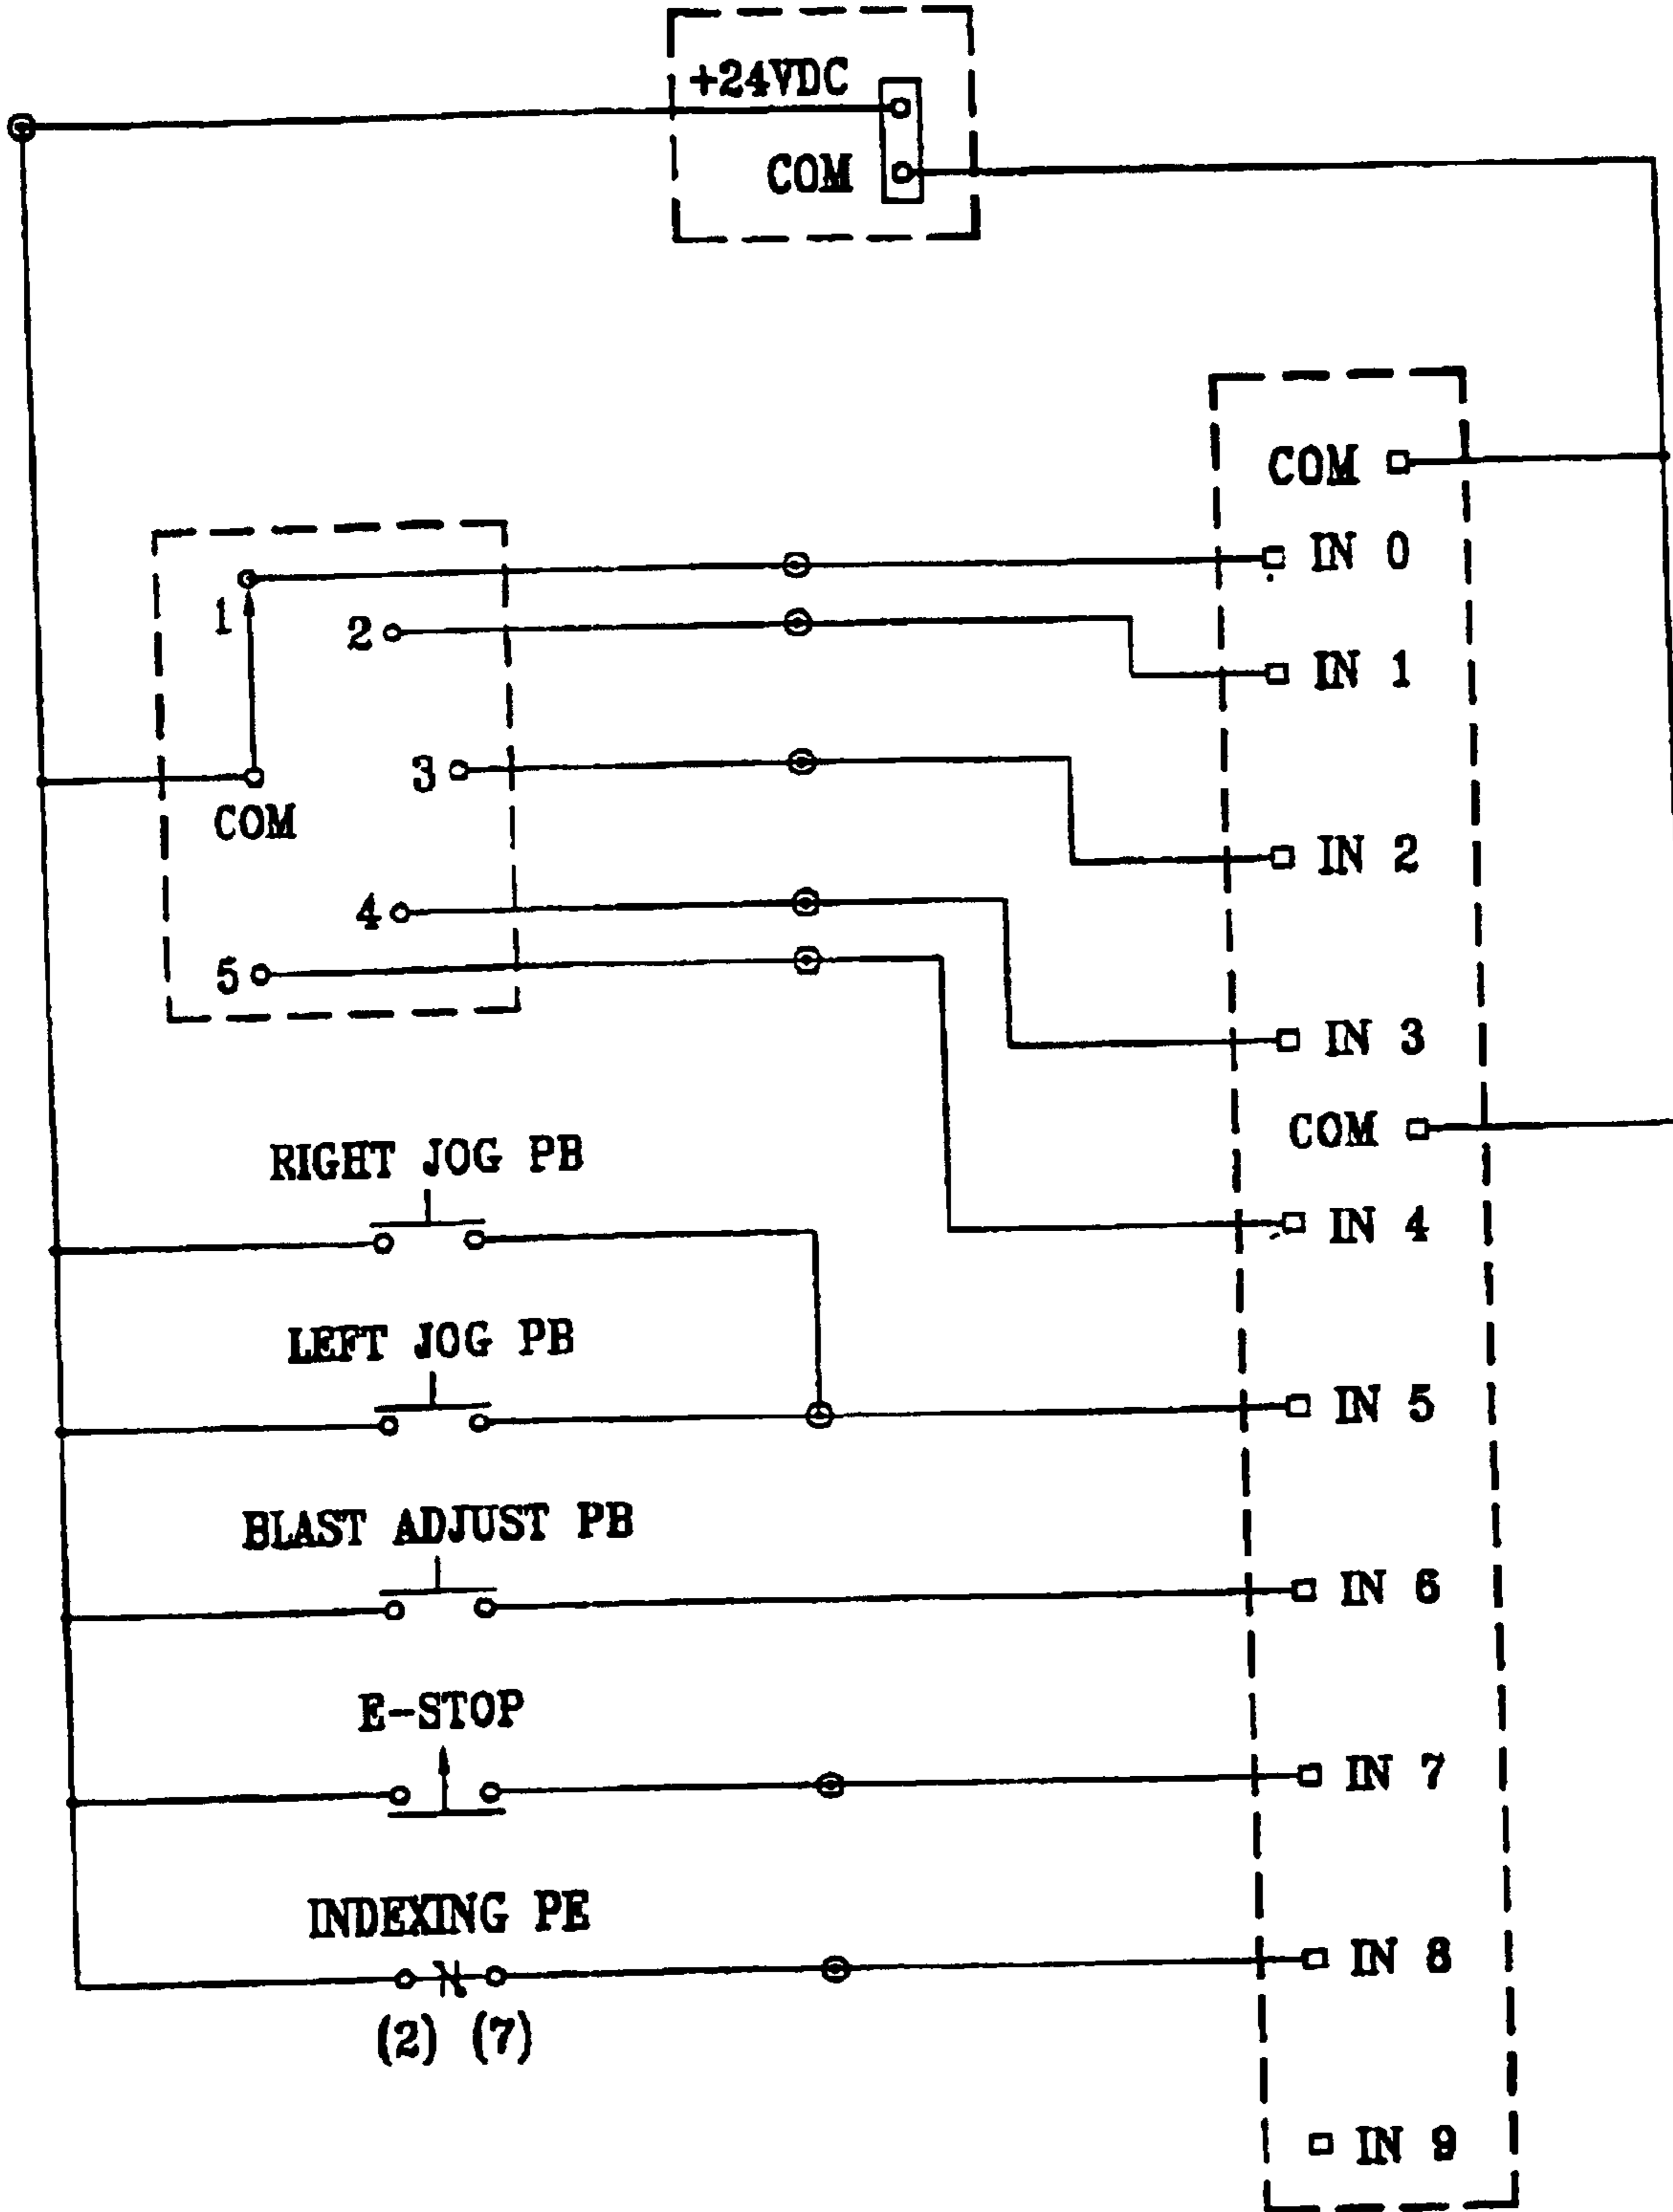 +24VDC
COM
COM
IN 0
1
2
IN 1
3
COM
IN 2
4
5
IN 3
COM
RIGHT JOG PB
IN 4
LEFT JOG PB
IN 5
BLAST ADJUST PB
IN 6
E-STOP
IN 7
INDEXING PE
IN 8
(2) (7)
IN 9